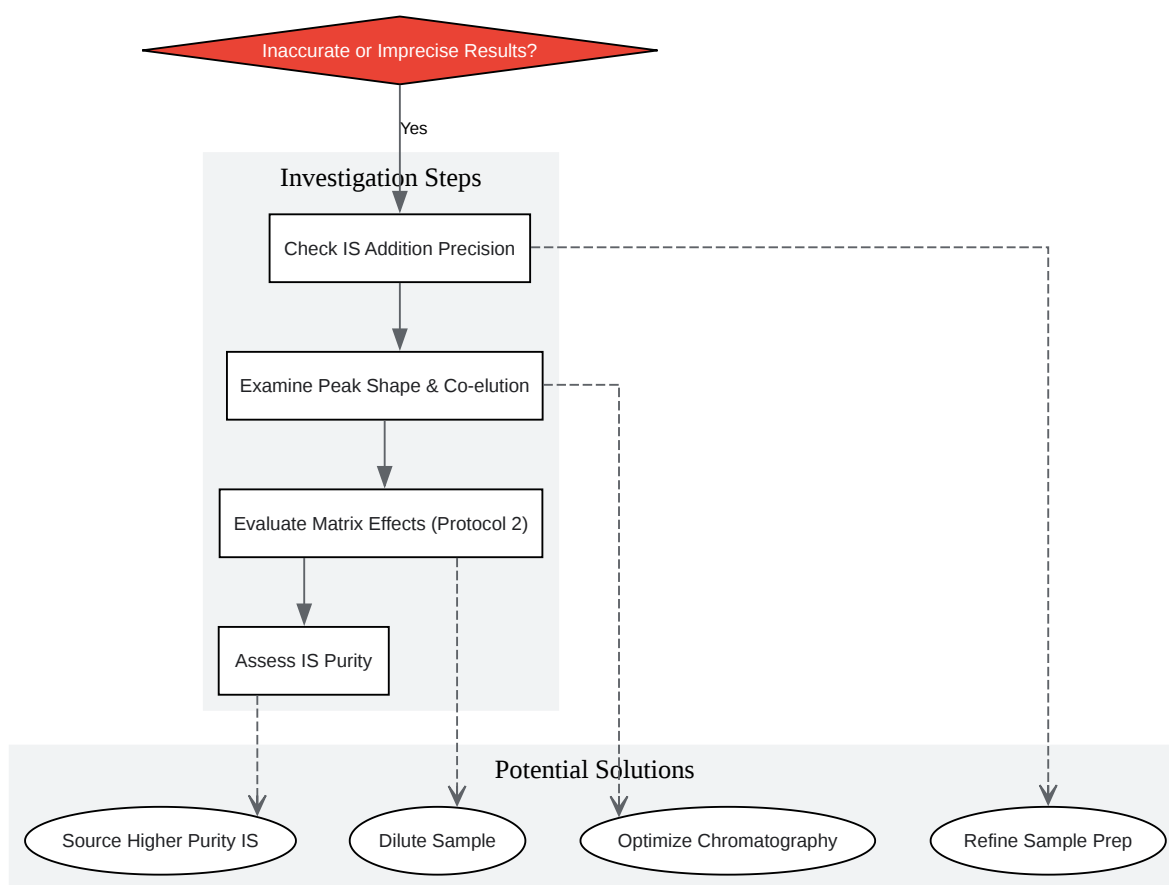 Inaccurate or Imprecise Results?
Yes
Investigation Steps
Check IS Addition Precision
Examine Peak Shape & Co-elution
Evaluate Matrix Effects (Protocol 2)
Assess IS Purity
Potential Solutions
Source Higher Purity IS
Dilute Sample
Optimize Chromatography
Refine Sample Prep